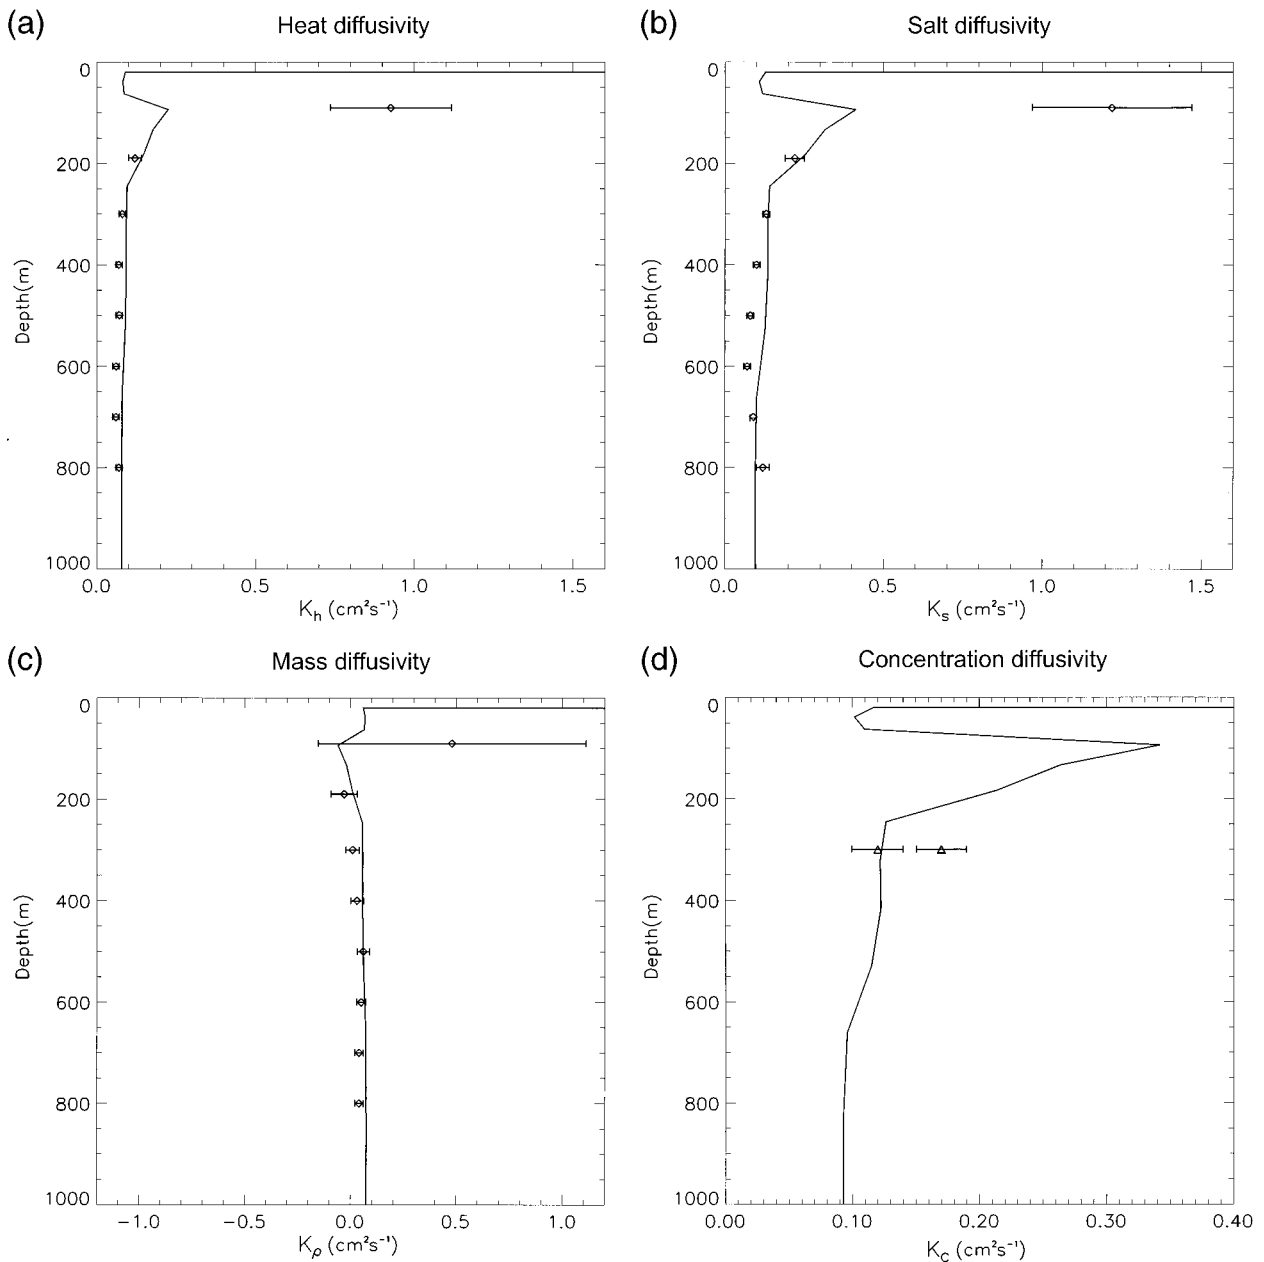 (a) Heat diffusivity
0
200
400
600
800
1000
Depth(m)
0.0 0.5 1.0 1.5
K_h (cm²s⁻¹)
(b) Salt diffusivity
0
200
400
600
800
1000
Depth(m)
0.0 0.5 1.0 1.5
K_s (cm²s⁻¹)
(c) Mass diffusivity
0
200
400
600
800
1000
Depth(m)
−1.0 −0.5 0.0 0.5 1.0
K_ρ (cm²s⁻¹)
(d) Concentration diffusivity
0
200
400
600
800
1000
Depth(m)
0.00 0.10 0.20 0.30 0.40
K_C (cm²s⁻¹)